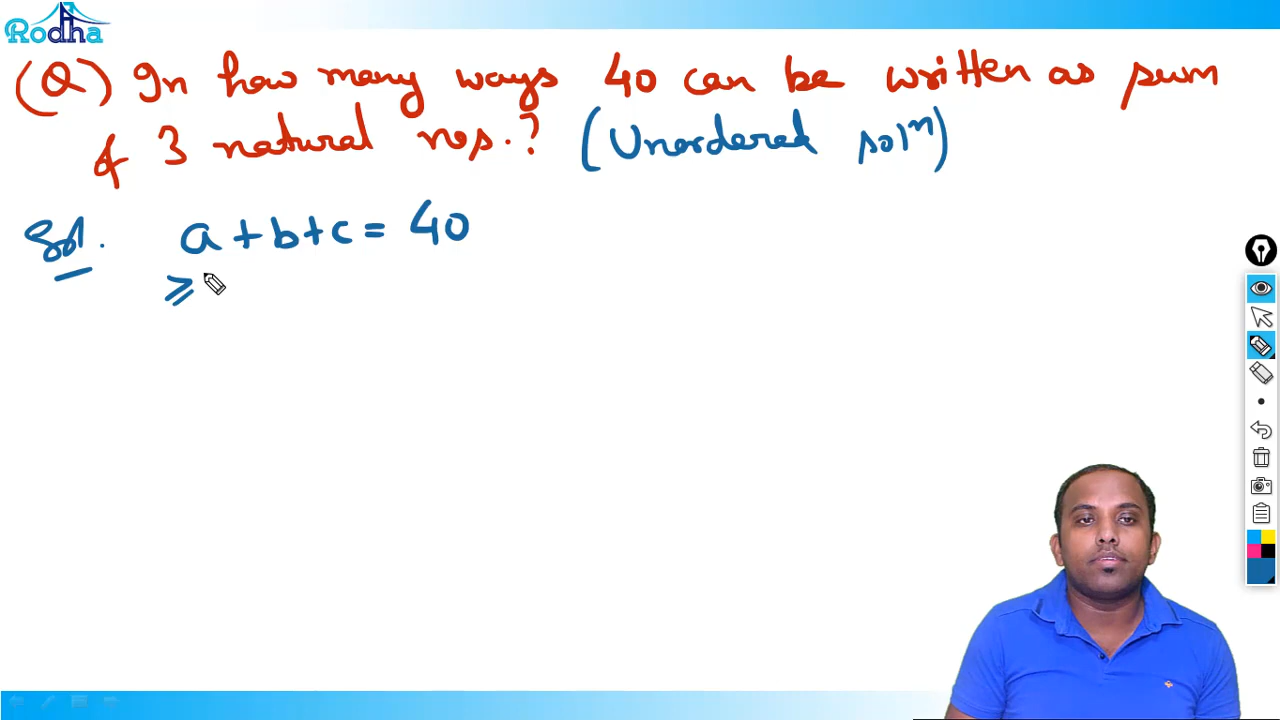 Rodha
(Q) In how many ways 40 can be written as sum
of 3 natural nos.? (Unordered solⁿ)
Sol. a+b+c = 40
≥